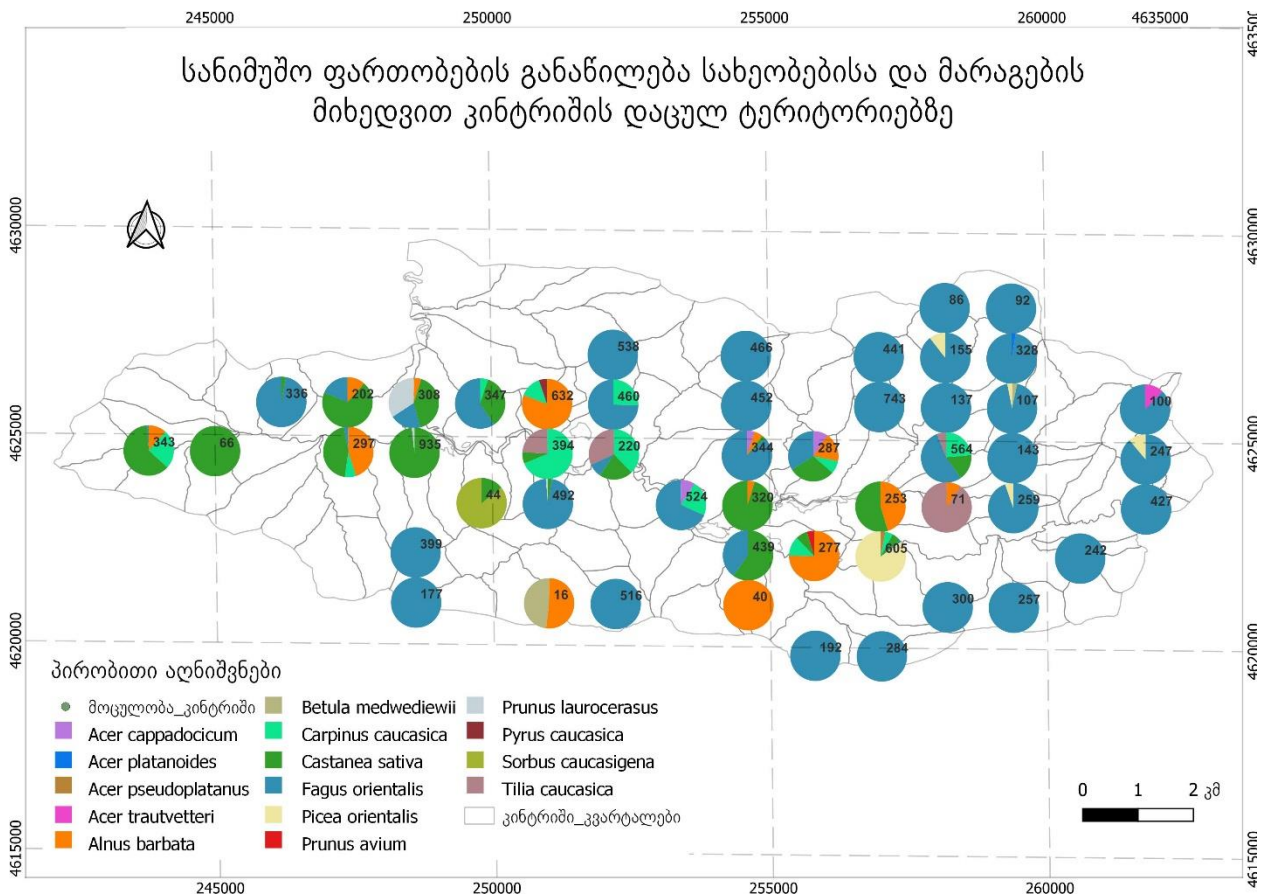 245000 250000 255000 260000 4635000
4635000
სანიმუშო ფართობების განაწილება სახეობებისა და მარაგების
მიხედვით კინტრიშის დაცულ ტერიტორიებზე
4630000 4630000
86 92
538 466 441 155 328
336 202 308 347 632 460 452 743 137 107 100
4625000 4625000
343 66 297 935 394 220 344 287 564 143 247
44 492 524 320 253 71 259 427
399 439 277 605 242
177 16 516 40 300 257
4620000 4620000
192 284
პირობითი აღნიშვნები
მოცულობა_კინტრიში
Acer cappadocicum
Acer platanoides
Acer pseudoplatanus
Acer trautvetteri
Alnus barbata
Betula medwediewii
Carpinus caucasica
Castanea sativa
Fagus orientalis
Picea orientalis
Prunus avium
Prunus laurocerasus
Pyrus caucasica
Sorbus caucasigena
Tilia caucasica
კინტრიში_კვარტალები
0 1 2 კმ
4615000 4615000
245000 250000 255000 260000